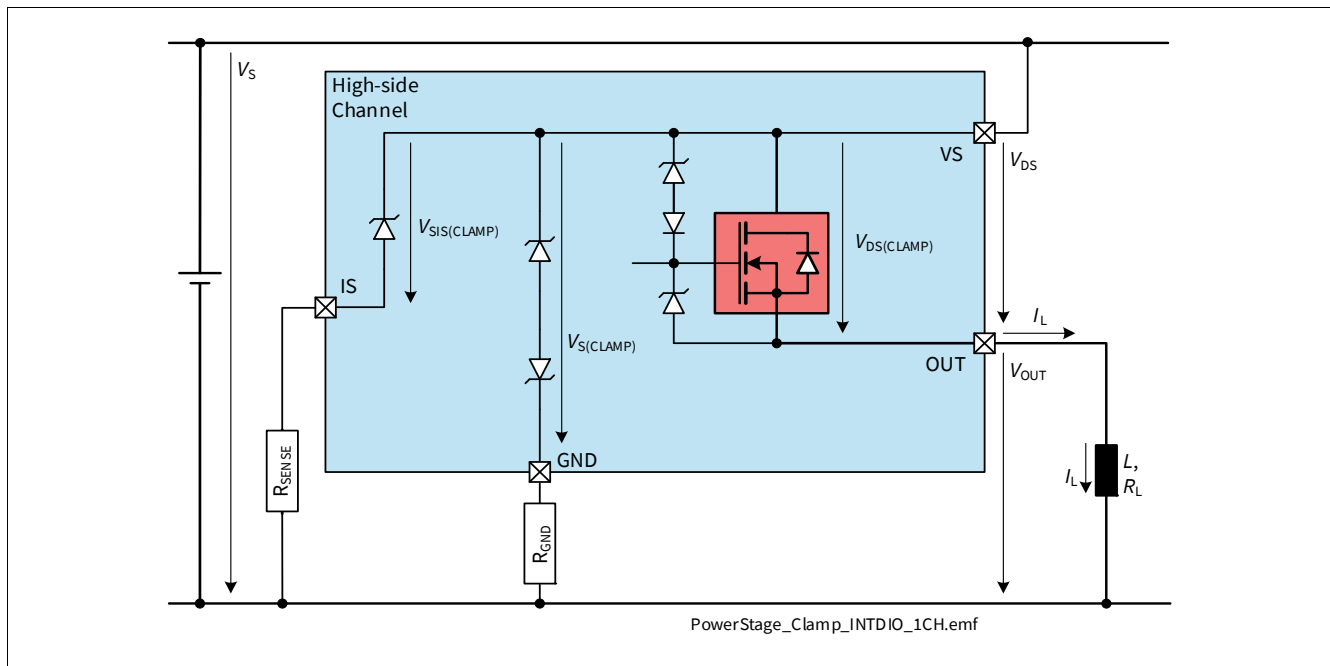 V_S
High-side
Channel
VS
V_DS
V_SIS(CLAMP)
V_DS(CLAMP)
IS
I_L
V_S(CLAMP)
OUT
V_OUT
R_SENSE
GND
I_L
L,
R_L
R_GND
PowerStage_Clamp_INTDIO_1CH.emf